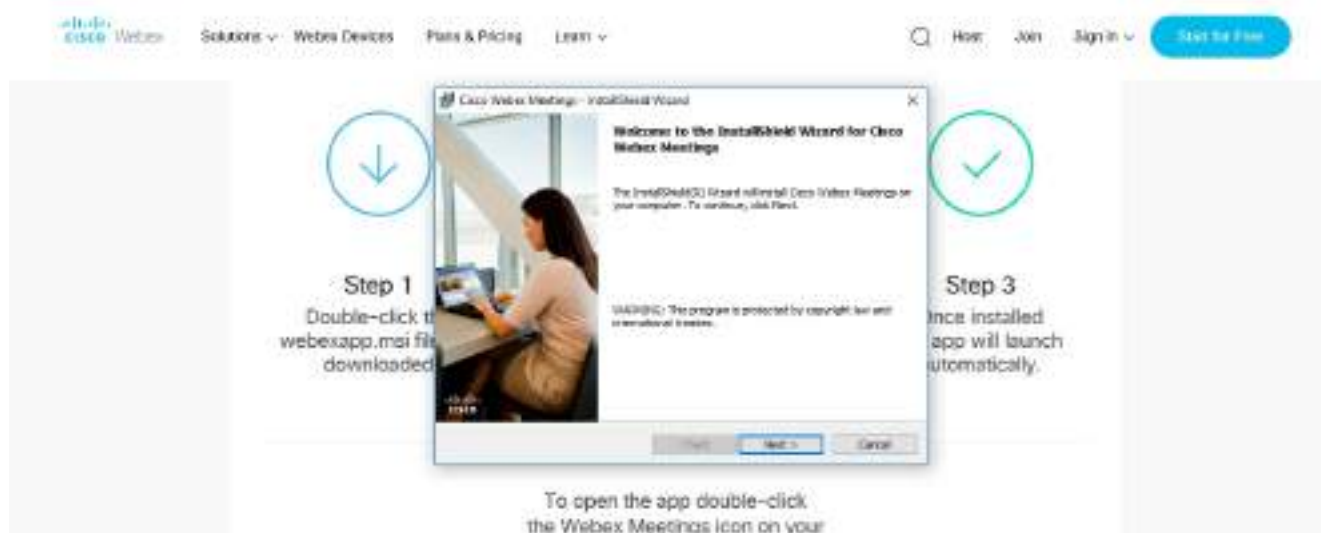 CISCO Webex Solutions Webex Devices Plans & Pricing Learn Host Join Sign in Start for Free
Cisco Webex Meetings - InstallShield Wizard
Welcome to the InstallShield Wizard for Cisco
Webex Meetings
The InstallShield(R) Wizard will install Cisco Webex Meetings on
your computer. To continue, click Next.
WARNING: This program is protected by copyright law and
international treaties.
CISCO
Next > Cancel
Step 1
Double-click
webexapp.msi
downloaded
Step 3
installed
app will launch
To open the app double-click
the Webex Meetings icon on your